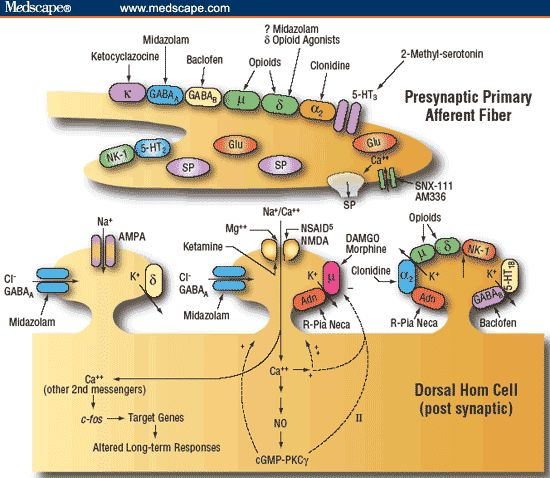 Medscape® www.medscape.com
? Midazolam
δ Opioid Agonists
Midazolam
Ketocyclazocine
Baclofen
Opioids
Clonidine
2-Methyl-serotonin
κ
GABAA
GABAB
μ
δ
α2
5-HT3
Presynaptic Primary
Afferent Fiber
NK-1
5-HT2
Glu
Glu
SP
SP
Ca++
SP
SNX-111
AM336
Na+
AMPA
Cl-
GABAA
Midazolam
K+
δ
Na+/Ca++
Mg++
NSAID5
NMDA
Ketamine
Cl-
GABAA
Midazolam
DAMGO
Morphine
K+
μ
Adn
R-Pia Neca
Opioids
μ
δ
NK-1
Clonidine
α2
K+
K+
5-HT1B
Adn
GABAB
R-Pia Neca
Baclofen
Ca++
(other 2nd messengers)
c-fos
Target Genes
Altered Long-term Responses
+
+
+
+
–
Ca++
NO
cGMP-PKCγ
II
Dorsal Hom Cell
(post synaptic)